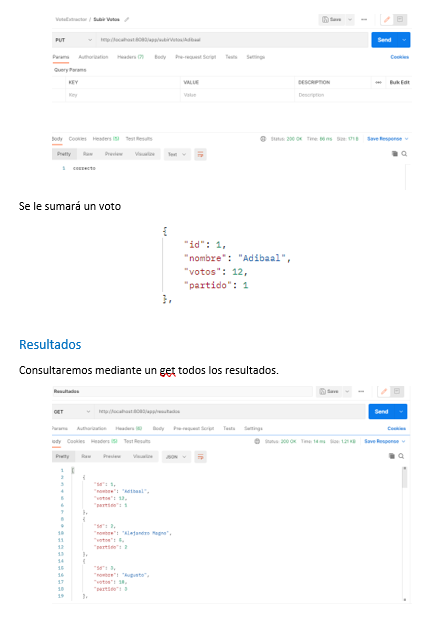 VoteExtractor / Subir Votos
Save
PUT http://localhost:8080/app/subirVotos/Adibaal Send
Params Authorization Headers (7) Body Pre-request Script Tests Settings Cookies
Query Params
KEY VALUE DESCRIPTION Bulk Edit
Key Value Description
Body Cookies Headers (5) Test Results Status: 200 OK Time: 66 ms Size: 171 B Save Response
Pretty Raw Preview Visualize Text
1 correcto
Se le sumará un voto
{
"id": 1,
"nombre": "Adibaal",
"votos": 12,
"partido": 1
},
Resultados
Consultaremos mediante un get todos los resultados.
Resultados Save
GET http://localhost:8080/app/resultados Send
Params Authorization Headers (6) Body Pre-request Script Tests Settings Cookies
Body Cookies Headers (5) Test Results Status: 200 OK Time: 14 ms Size: 1.21 KB Save Response
Pretty Raw Preview Visualize JSON
1 [
2 {
3 "id": 1,
4 "nombre": "Adibaal",
5 "votos": 12,
6 "partido": 1
7 },
8 {
9 "id": 2,
10 "nombre": "Alejandro Magno",
11 "votos": 8,
12 "partido": 2
13 },
14 {
15 "id": 3,
16 "nombre": "Augusto",
17 "votos": 10,
18 "partido": 3
19 },